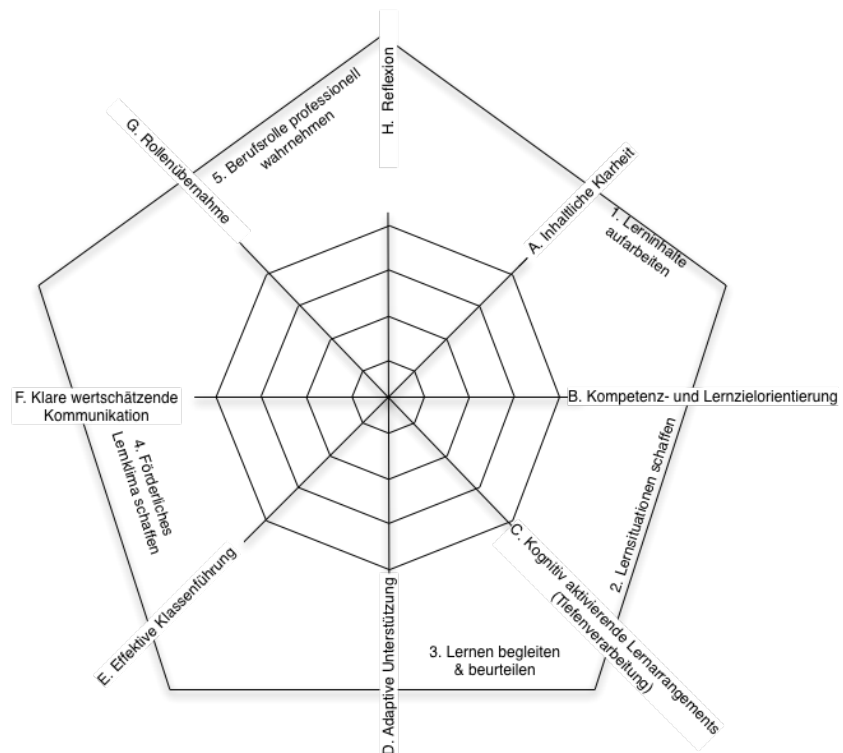 H. Reflexion
5. Berufsrolle professionell
wahrnehmen
G. Rollenübernahme
A. Inhaltliche Klarheit
1. Lerninhalte
aufarbeiten
F. Klare wertschätzende
Kommunikation
B. Kompetenz- und Lernzielorientierung
4. Förderliches
Lernklima schaffen
2. Lernsituationen schaffen
C. Kognitiv aktivierende Lernarrangements
(Tiefenverarbeitung)
E. Effektive Klassenführung
D. Adaptive Unterstützung
3. Lernen begleiten
& beurteilen